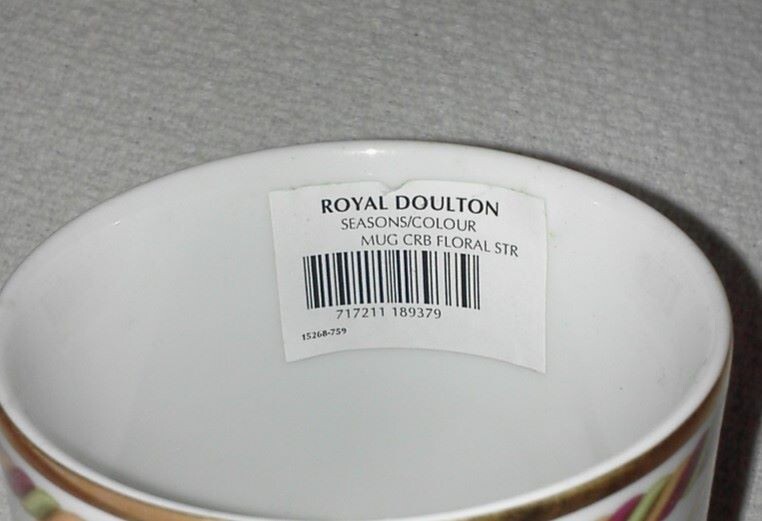 ROYAL DOULTON
SEASONS/COLOUR
MUG CRB FLORAL STR
717211 189379
15268-759